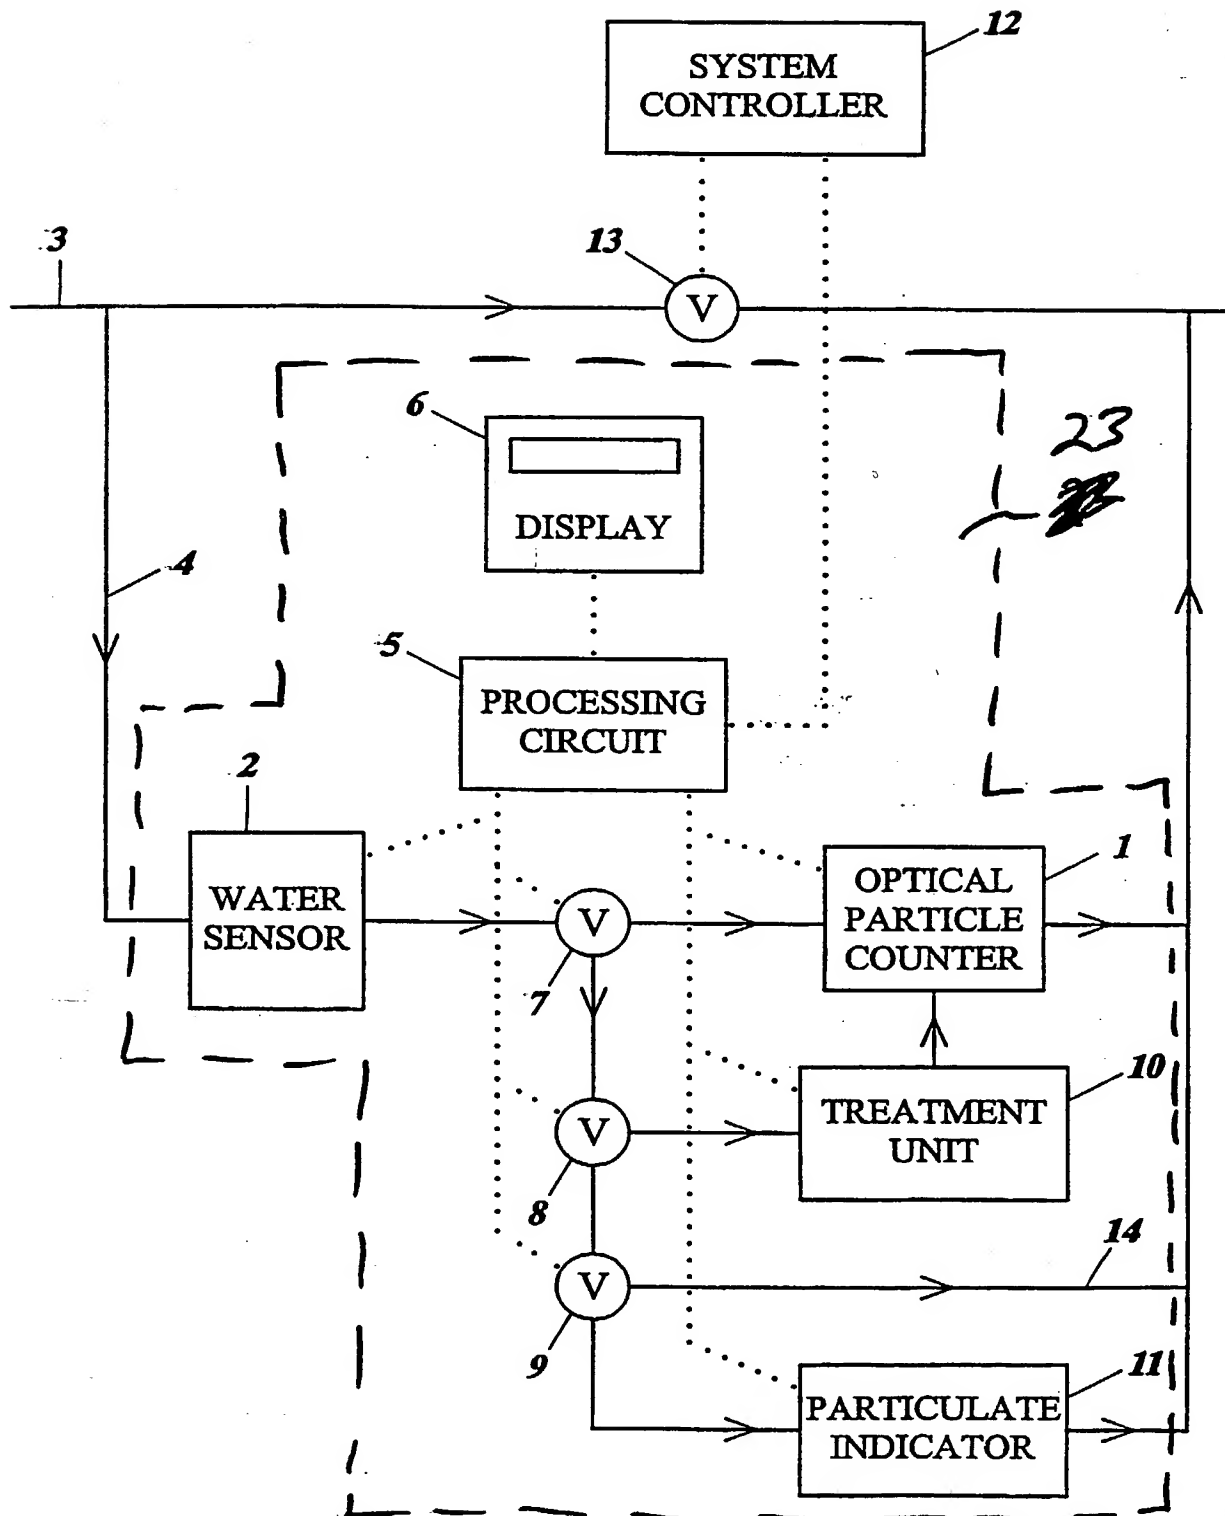 12
SYSTEM
CONTROLLER
3
13
V
6
DISPLAY
23
4
5
PROCESSING
CIRCUIT
2
WATER
SENSOR
V
7
1
OPTICAL
PARTICLE
COUNTER
V
8
10
TREATMENT
UNIT
V
9
14
11
PARTICULATE
INDICATOR